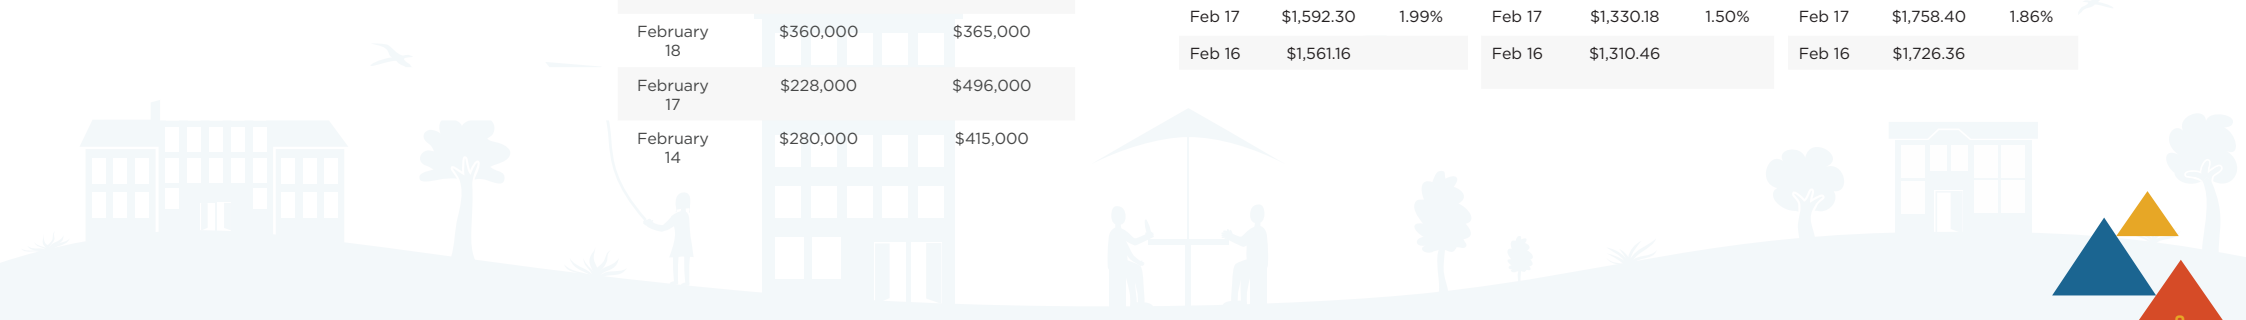 February $360,000 $365,000
18
February $228,000 $496,000
17
February $280,000 $415,000
14
Feb 17 $1,592.30 1.99%
Feb 16 $1,561.16
Feb 17 $1,330.18 1.50%
Feb 16 $1,310.46
Feb 17 $1,758.40 1.86%
Feb 16 $1,726.36